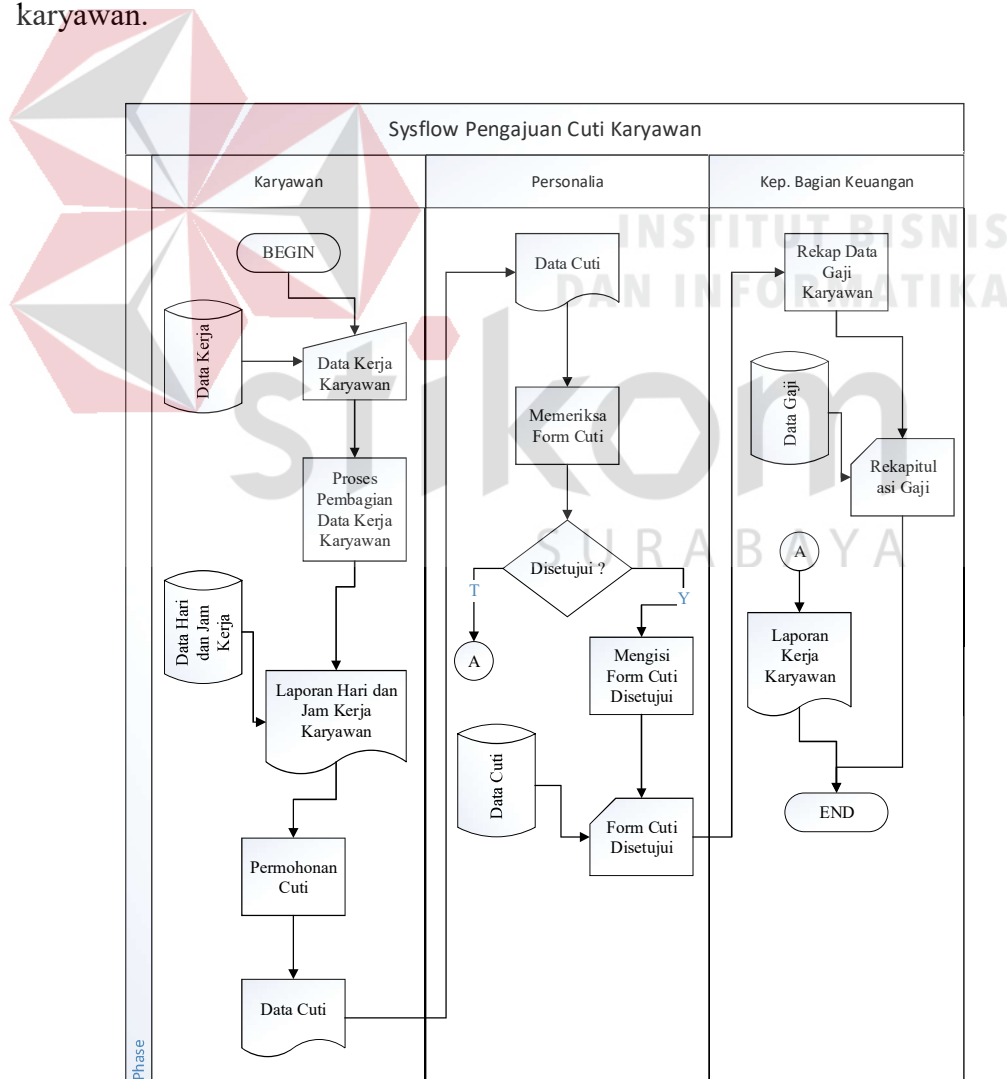 karyawan.
Sysflow Pengajuan Cuti Karyawan
Karyawan
Personalia
Kep. Bagian Keuangan
INSTITUT BISNIS
DAN INFORMATIKA
stikom
SURABAYA
BEGIN
Data Kerja
Data Kerja
Karyawan
Proses
Pembagian
Data Kerja
Karyawan
Data Hari
dan Jam
Kerja
Laporan Hari dan
Jam Kerja
Karyawan
Permohonan
Cuti
Data Cuti
Data Cuti
Memeriksa
Form Cuti
Disetujui ?
T
Y
A
Mengisi
Form Cuti
Disetujui
Data Cuti
Form Cuti
Disetujui
Rekap Data
Gaji
Karyawan
Data Gaji
Rekapitul
asi Gaji
A
Laporan
Kerja
Karyawan
END
Phase